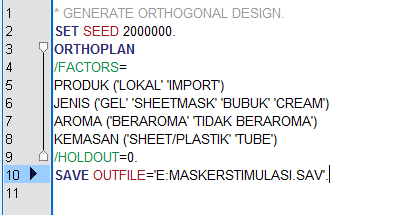 1 * GENERATE ORTHOGONAL DESIGN.
2 SET SEED 2000000.
3 ORTHOPLAN
4 /FACTORS=
5 PRODUK ('LOKAL' 'IMPORT')
6 JENIS ('GEL' 'SHEETMASK' 'BUBUK' 'CREAM')
7 AROMA ('BERAROMA' 'TIDAK BERAROMA')
8 KEMASAN ('SHEET/PLASTIK' 'TUBE')
9 /HOLDOUT=0.
10 SAVE OUTFILE='E:MASKERSTIMULASI.SAV'.
11